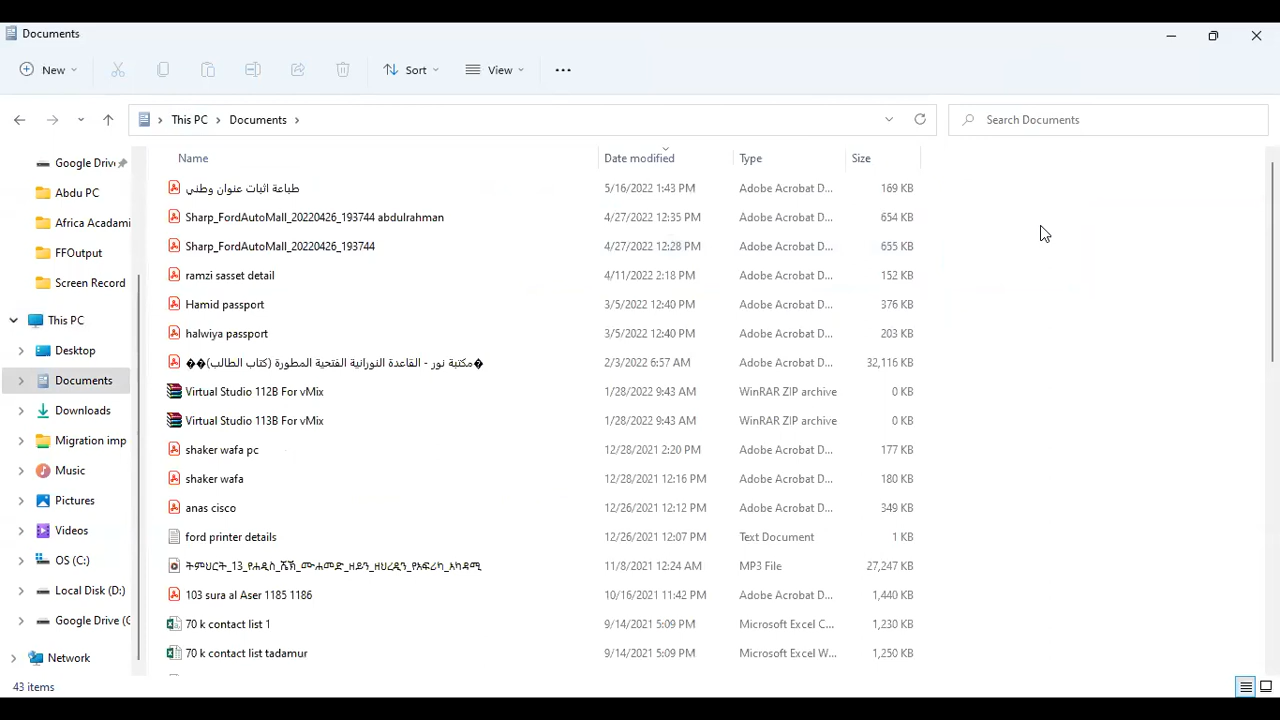 Documents
New
Sort
View
This PC
Documents
Search Documents
Name Date modified Type Size
طباعة اثبات عنوان وطني 5/16/2022 1:43 PM Adobe Acrobat D... 169 KB
Sharp_FordAutoMall_20220426_193744 abdulrahman 4/27/2022 12:35 PM Adobe Acrobat D... 654 KB
Sharp_FordAutoMall_20220426_193744 4/27/2022 12:28 PM Adobe Acrobat D... 655 KB
ramzi sasset detail 4/11/2022 2:18 PM Adobe Acrobat D... 152 KB
Hamid passport 3/5/2022 12:40 PM Adobe Acrobat D... 376 KB
halwiya passport 3/5/2022 12:40 PM Adobe Acrobat D... 203 KB
�مكتبة نور - القاعدة النورانية الفتحية المطورة (كتاب الطالب)�� 2/3/2022 6:57 AM Adobe Acrobat D... 32,116 KB
Virtual Studio 112B For vMix 1/28/2022 9:43 AM WinRAR ZIP archive 0 KB
Virtual Studio 113B For vMix 1/28/2022 9:43 AM WinRAR ZIP archive 0 KB
shaker wafa pc 12/28/2021 2:20 PM Adobe Acrobat D... 177 KB
shaker wafa 12/28/2021 12:16 PM Adobe Acrobat D... 180 KB
anas cisco 12/26/2021 12:12 PM Adobe Acrobat D... 349 KB
ford printer details 12/26/2021 12:07 PM Text Document 1 KB
ትምህርት_13_የሐዲስ_ሼኽ_ሙሐመድ_ዘይን_ዘህረዲን_የአፍሪካ_አካዳሚ 11/8/2021 12:24 AM MP3 File 27,247 KB
103 sura al Aser 1185 1186 10/16/2021 11:42 PM Adobe Acrobat D... 1,440 KB
70 k contact list 1 9/14/2021 5:09 PM Microsoft Excel C... 1,230 KB
70 k contact list tadamur 9/14/2021 5:09 PM Microsoft Excel W... 1,250 KB
Google Driv
Abdu PC
Africa Acadami
FFOutput
Screen Record
This PC
Desktop
Documents
Downloads
Migration imp
Music
Pictures
Videos
OS (C:)
Local Disk (D:)
Google Drive (
Network
43 items